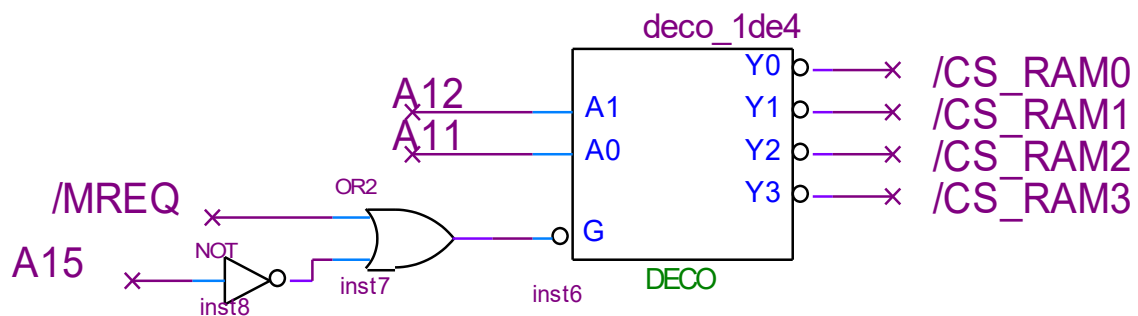 deco_1de4
Y0
/CS_RAM0
A12
A1
Y1
/CS_RAM1
A11
A0
Y2
/CS_RAM2
OR2
Y3
/CS_RAM3
/MREQ
G
NOT
A15
inst7
DECO
inst8
inst6